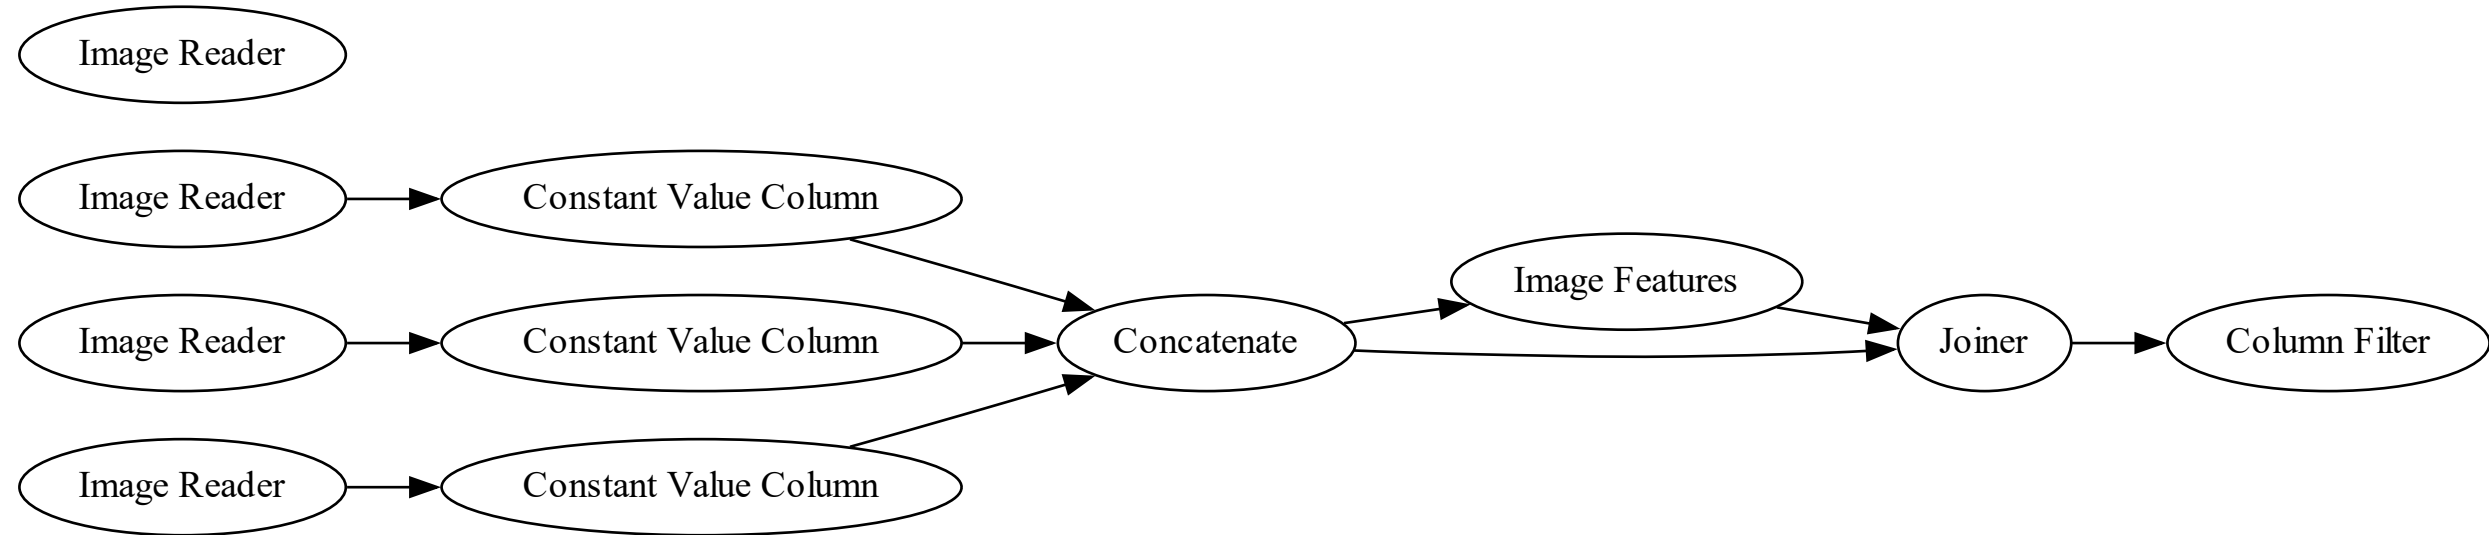 Image Reader
Image Reader
Constant Value Column
Image Reader
Constant Value Column
Image Reader
Constant Value Column
Concatenate
Image Features
Joiner
Column Filter